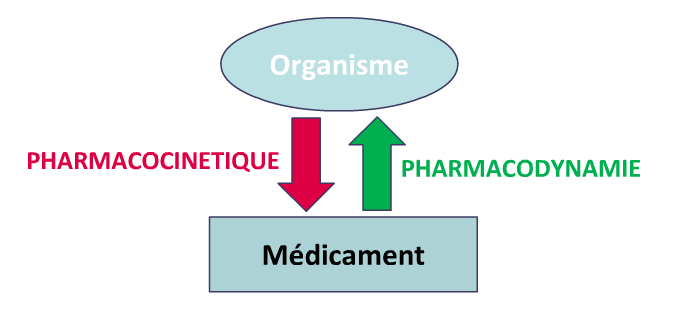 Organisme
PHARMACOCINETIQUE
PHARMACODYNAMIE
Médicament